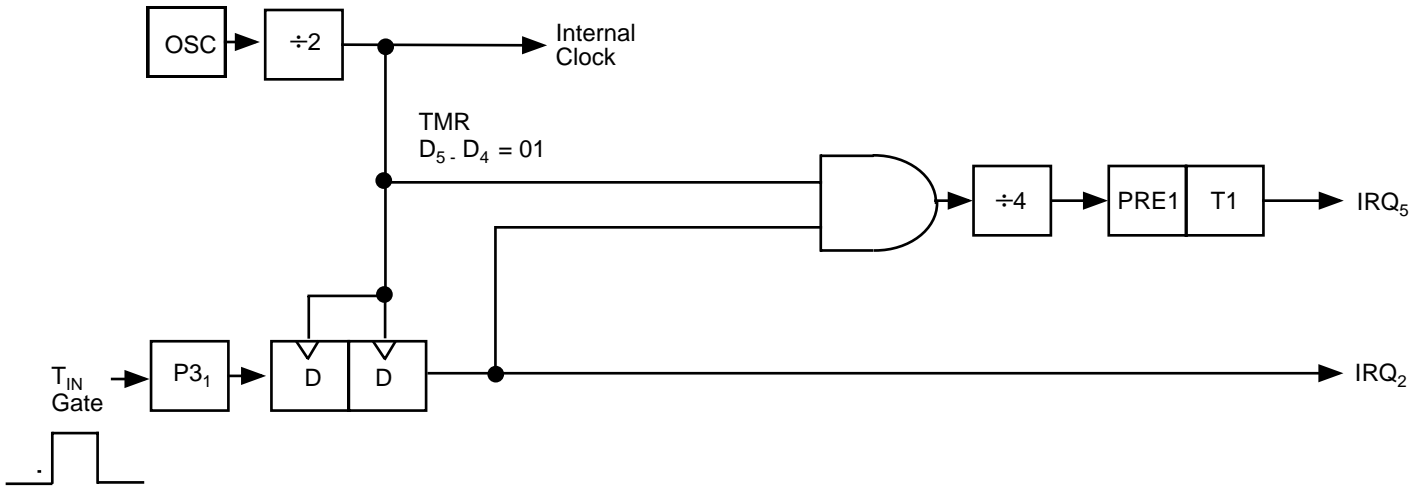 OSC
÷2
Internal
Clock
TMR
D5 - D4 = 01
÷4
PRE1
T1
IRQ5
TIN
Gate
P31
D
D
IRQ2